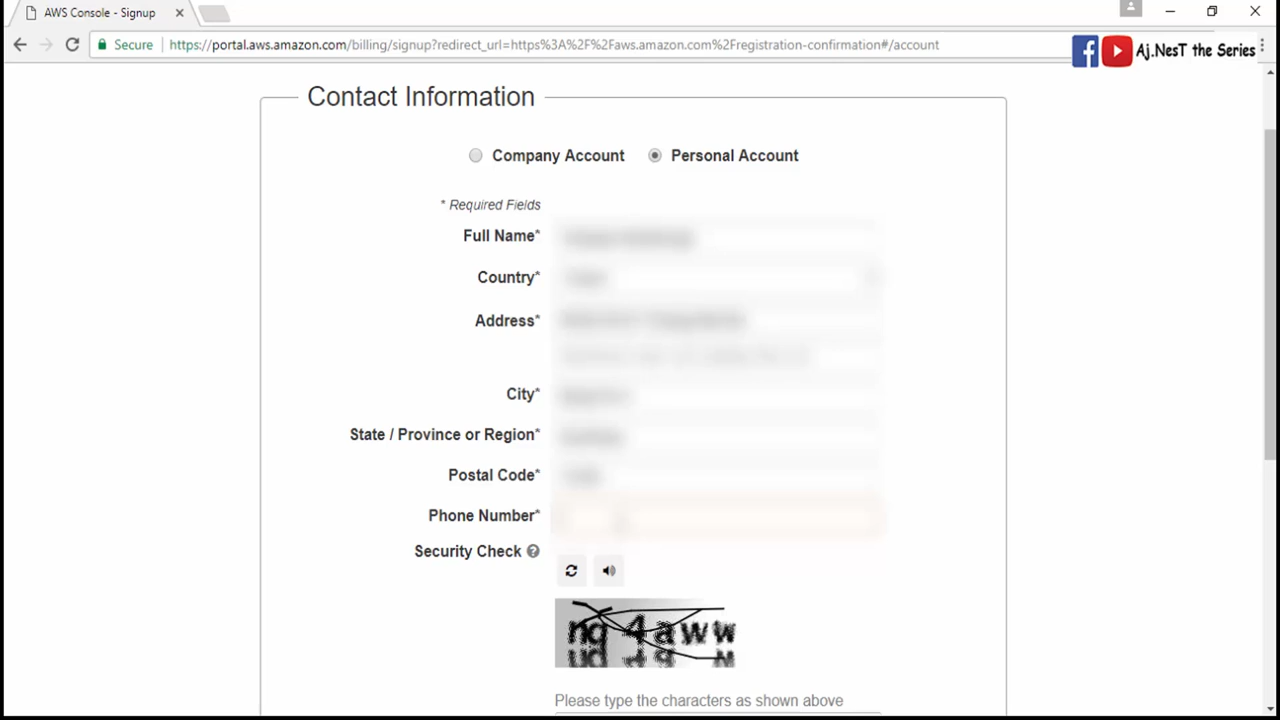 AWS Console - Signup
Secure https://portal.aws.amazon.com/billing/signup?redirect_url=https%3A%2F%2Faws.amazon.com%2Fregistration-confirmation#/account
Aj.NesT the Series
Contact Information
Company Account Personal Account
* Required Fields
Full Name*
Country*
Address*
City*
State / Province or Region*
Postal Code*
Phone Number*
Security Check
Please type the characters as shown above